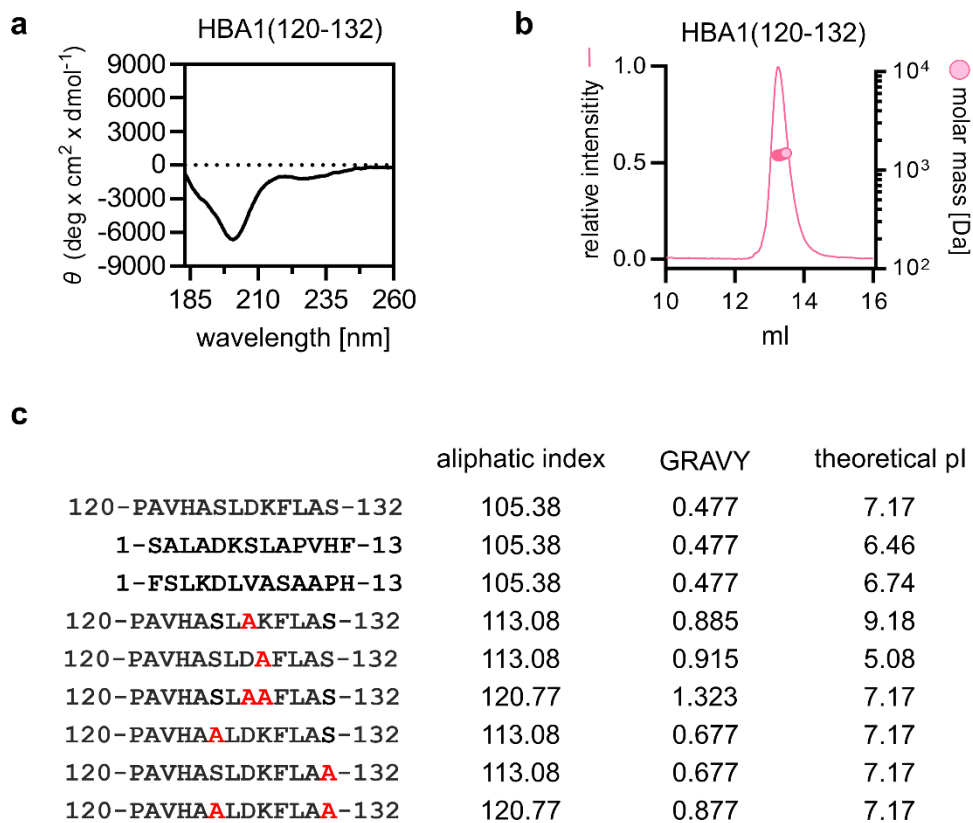 a
HBA1(120-132)
θ (deg x cm² x dmol⁻¹)
9000
6000
3000
0
-3000
-6000
-9000
185 210 235 260
wavelength [nm]
b
HBA1(120-132)
relative intensitity
1.0
0.5
0.0
10⁴
10³
10²
molar mass [Da]
10 12 14 16
ml
c
aliphatic index GRAVY theoretical pI
120-PAVHASLDKFLAS-132 105.38 0.477 7.17
1-SALADKSLAPVHF-13 105.38 0.477 6.46
1-FSLKDLVASAAPH-13 105.38 0.477 6.74
120-PAVHASLAKFLAS-132 113.08 0.885 9.18
120-PAVHASLDAFLAS-132 113.08 0.915 5.08
120-PAVHASLAAFLAS-132 120.77 1.323 7.17
120-PAVHAALDKFLAS-132 113.08 0.677 7.17
120-PAVHASLDKFLAA-132 113.08 0.677 7.17
120-PAVHAALDKFLAA-132 120.77 0.877 7.17